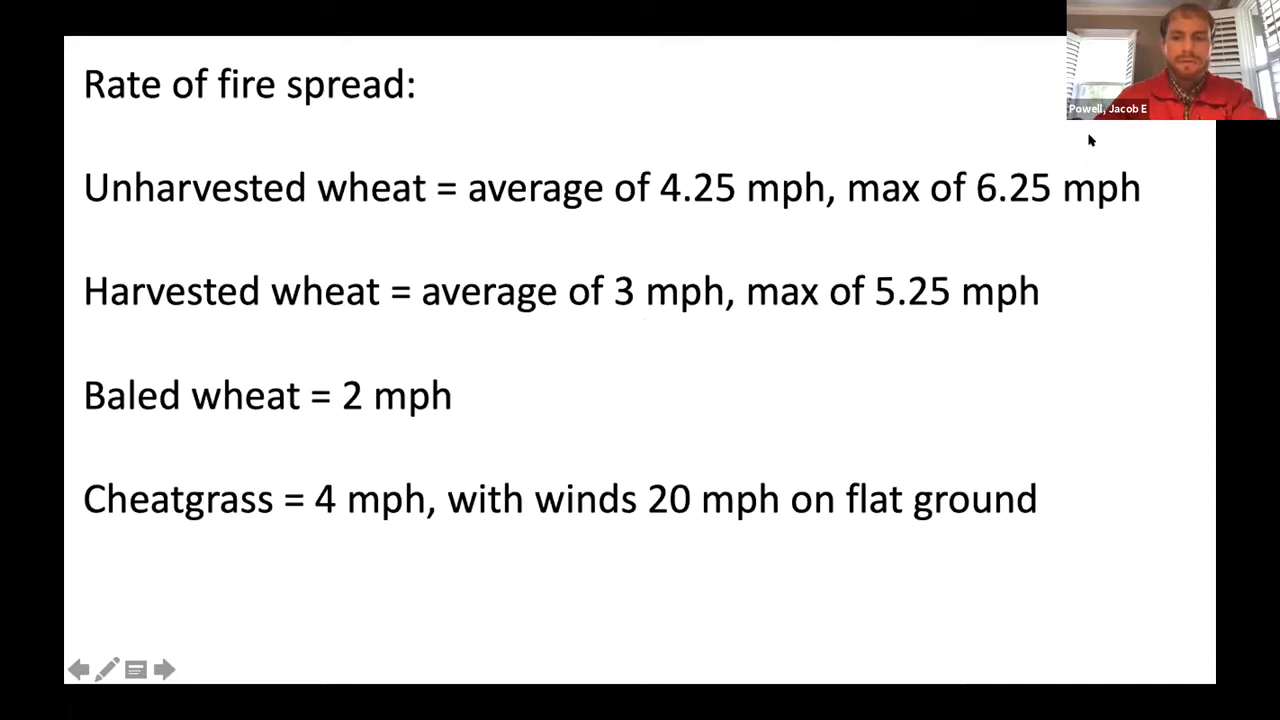 Rate of fire spread:
Powell, Jacob E
Unharvested wheat = average of 4.25 mph, max of 6.25 mph
Harvested wheat = average of 3 mph, max of 5.25 mph
Baled wheat = 2 mph
Cheatgrass = 4 mph, with winds 20 mph on flat ground